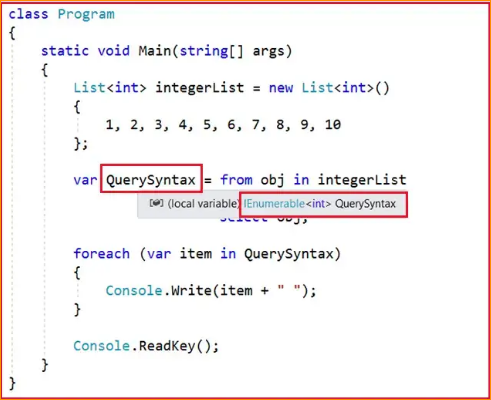 class Program
{
static void Main(string[] args)
{
List<int> integerList = new List<int>()
{
1, 2, 3, 4, 5, 6, 7, 8, 9, 10
};
var QuerySyntax = from obj in integerList
(local variable) IEnumerable<int> QuerySyntax
select obj;
foreach (var item in QuerySyntax)
{
Console.Write(item + " ");
}
Console.ReadKey();
}
}